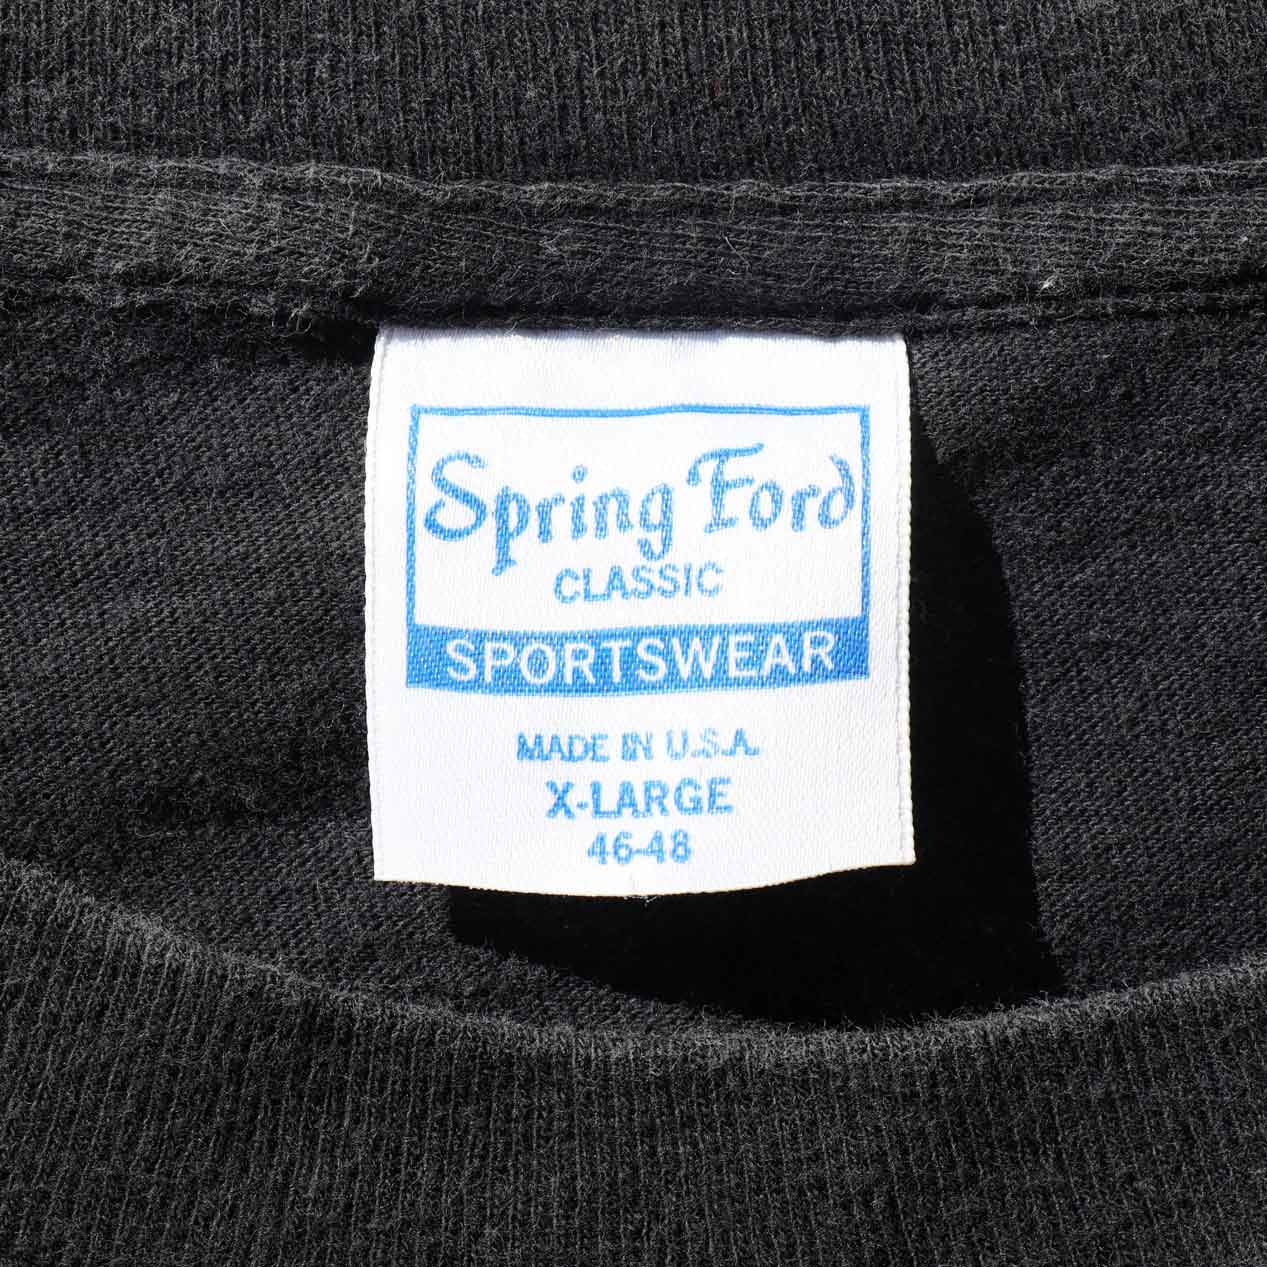 Spring Ford
CLASSIC
SPORTSWEAR
MADE IN U.S.A.
X-LARGE
46-48